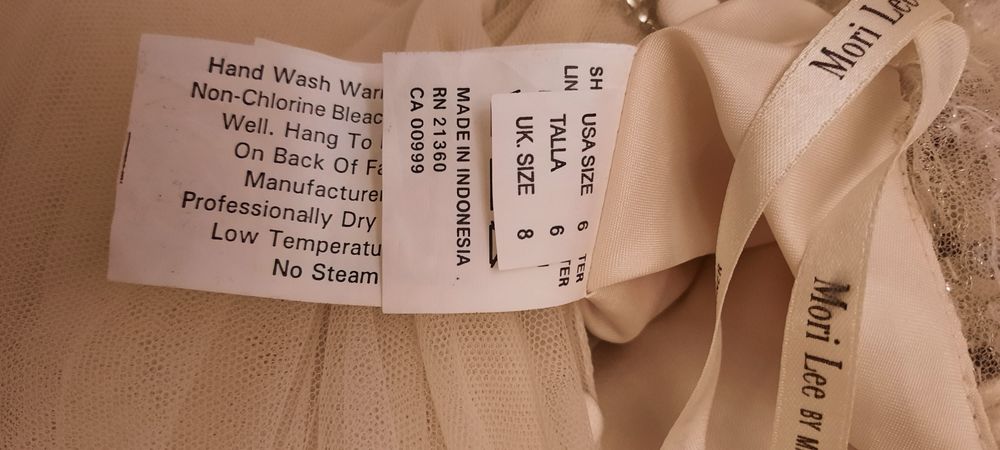 Hand Wash War
Non-Chlorine Bleac
Well. Hang To
On Back Of Fa
Manufacturer
Professionally Dry
Low Temperatu
No Steam
SH
LIN
TER
TER
MADE IN INDONESIA
RN 21360
CA 00999
USA SIZE 6
TALLA 6
UK. SIZE 8
Mori Lee
Mori Lee BY M